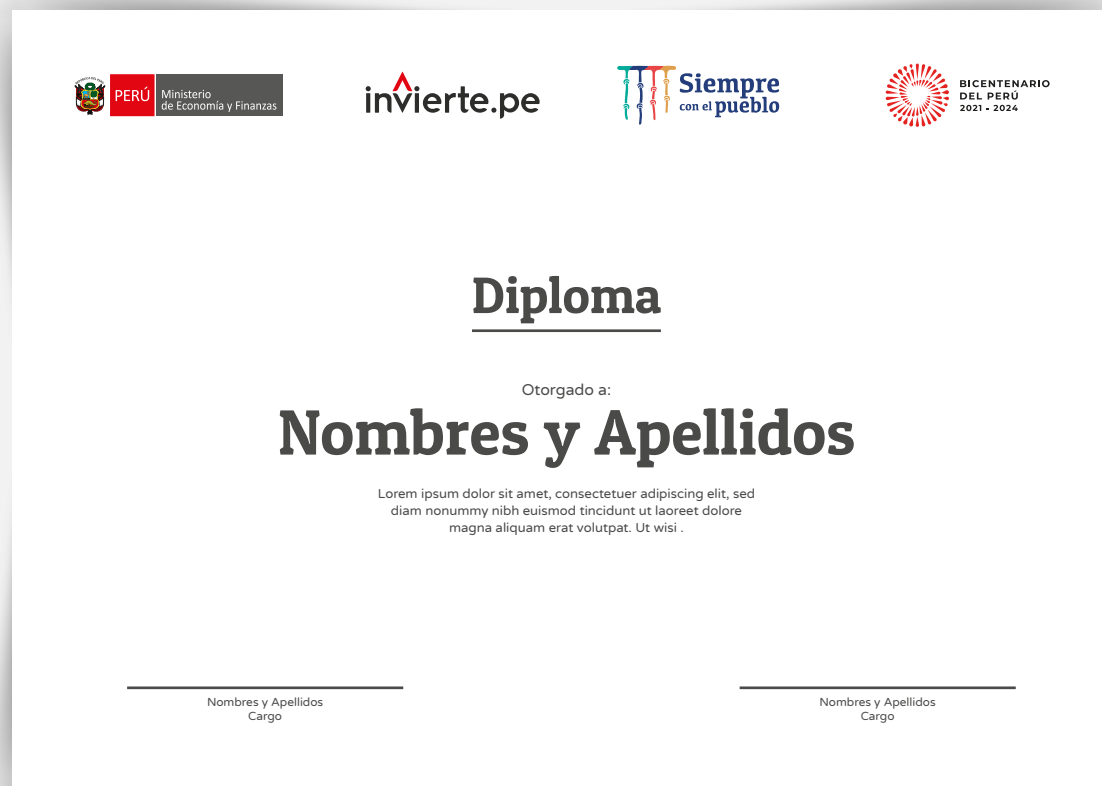 PERÚ
Ministerio
de Economía y Finanzas
invierte.pe
Siempre
con el pueblo
BICENTENARIO
DEL PERÚ
2021 - 2024
Diploma
Otorgado a:
Nombres y Apellidos
Lorem ipsum dolor sit amet, consectetuer adipiscing elit, sed
diam nonummy nibh euismod tincidunt ut laoreet dolore
magna aliquam erat volutpat. Ut wisi .
Nombres y Apellidos
Cargo
Nombres y Apellidos
Cargo